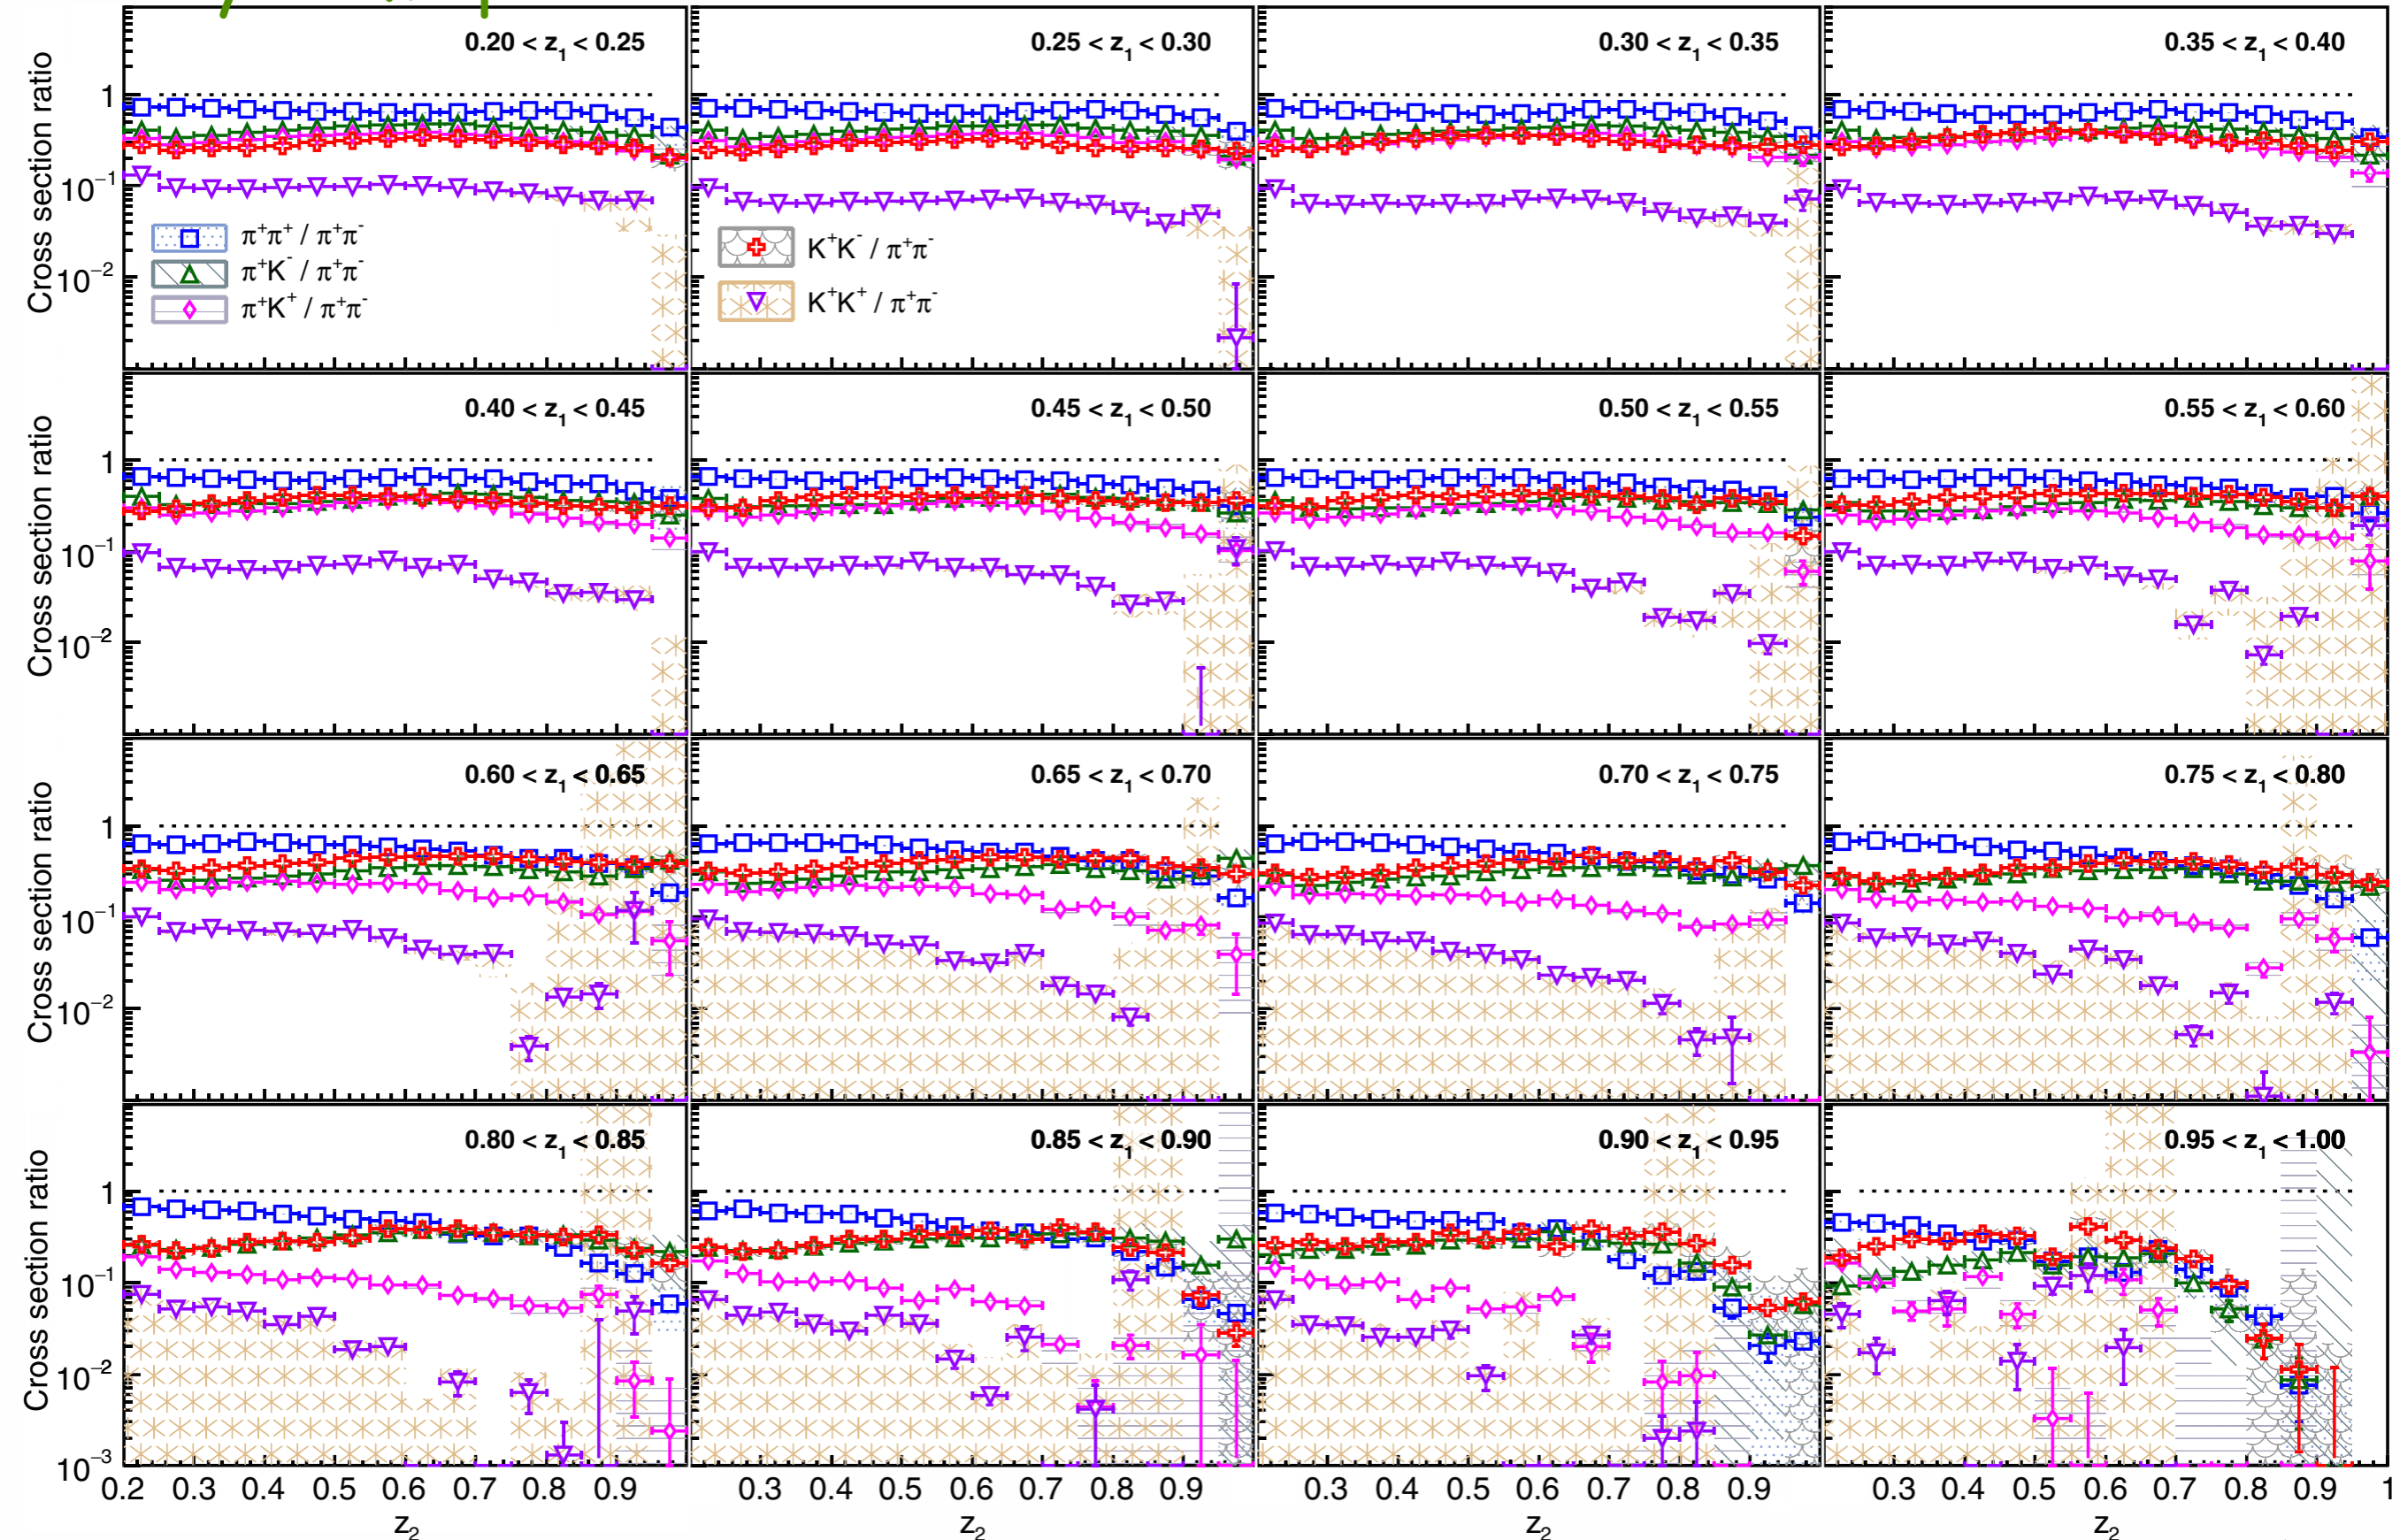 0.20 < z₁ < 0.25
0.25 < z₁ < 0.30
0.30 < z₁ < 0.35
0.35 < z₁ < 0.40
Cross section ratio
1
10⁻¹
10⁻²
π⁺π⁺ / π⁺π⁻
π⁺K⁻ / π⁺π⁻
π⁺K⁺ / π⁺π⁻
K⁺K⁻ / π⁺π⁻
K⁺K⁺ / π⁺π⁻
0.40 < z₁ < 0.45
0.45 < z₁ < 0.50
0.50 < z₁ < 0.55
0.55 < z₁ < 0.60
Cross section ratio
1
10⁻¹
10⁻²
0.60 < z₁ < 0.65
0.65 < z₁ < 0.70
0.70 < z₁ < 0.75
0.75 < z₁ < 0.80
Cross section ratio
1
10⁻¹
10⁻²
0.80 < z₁ < 0.85
0.85 < z₁ < 0.90
0.90 < z₁ < 0.95
0.95 < z₁ < 1.00
Cross section ratio
1
10⁻¹
10⁻²
10⁻³
0.2 0.3 0.4 0.5 0.6 0.7 0.8 0.9
0.3 0.4 0.5 0.6 0.7 0.8 0.9
0.3 0.4 0.5 0.6 0.7 0.8 0.9
0.3 0.4 0.5 0.6 0.7 0.8 0.9 1
z₂
z₂
z₂
z₂